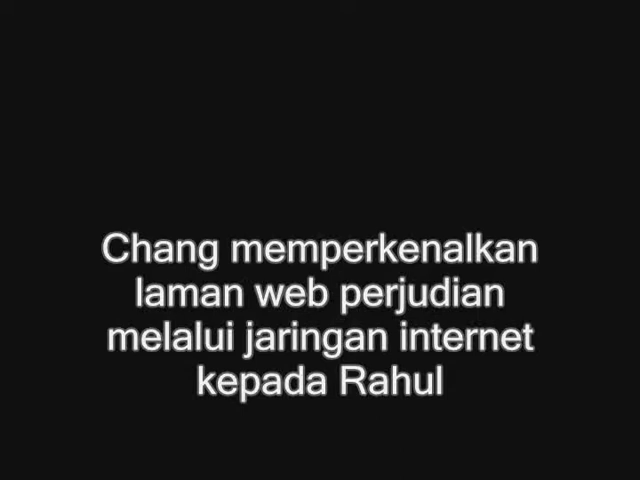 Chang memperkenalkan
laman web perjudian
melalui jaringan internet
kepada Rahul